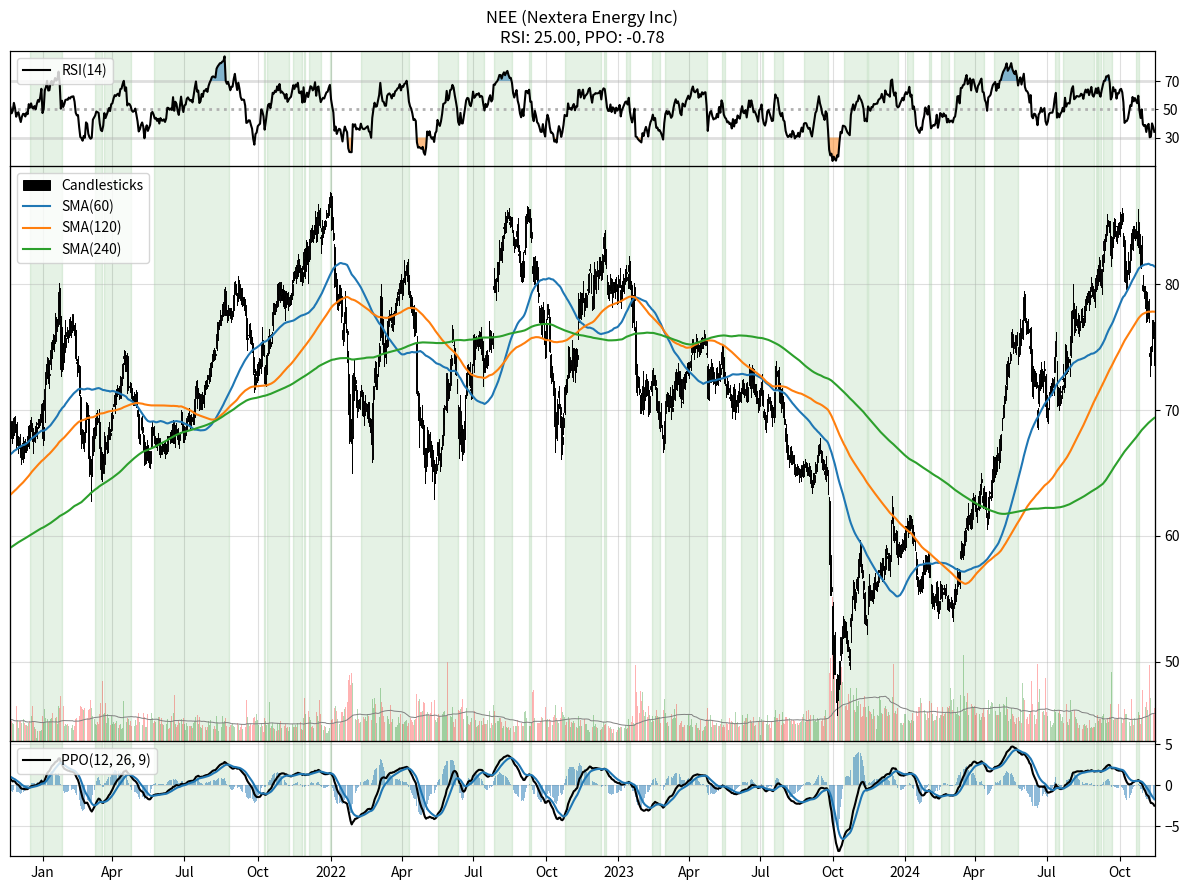 NEE (Nextera Energy Inc)
RSI: 25.00, PPO: -0.78
RSI(14)
70
50
30
Candlesticks
SMA(60)
SMA(120)
SMA(240)
80
70
60
50
PPO(12, 26, 9)
5
0
−5
Jan Apr Jul Oct 2022 Apr Jul Oct 2023 Apr Jul Oct 2024 Apr Jul Oct